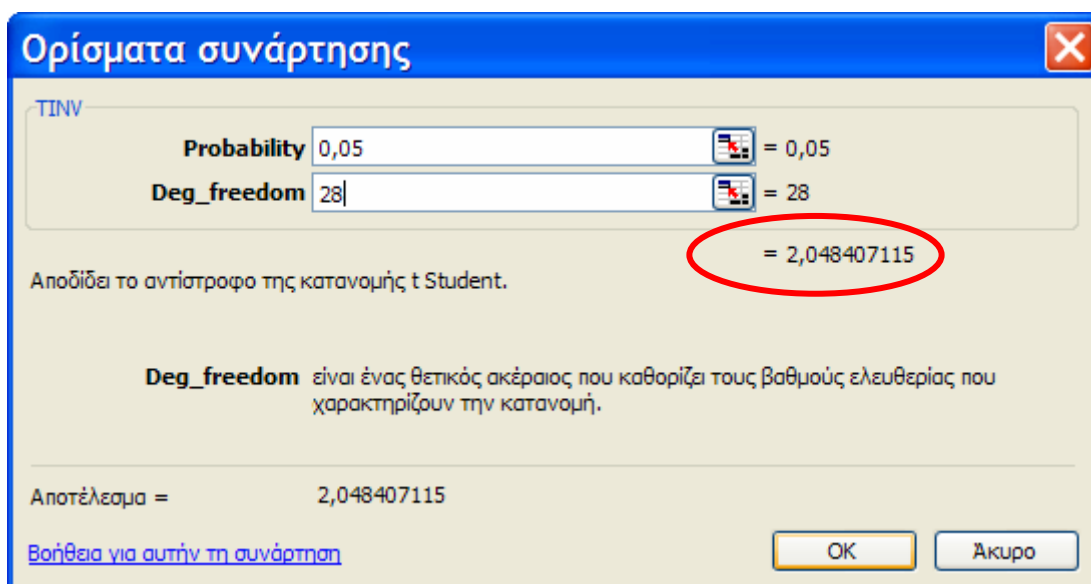 Ορίσματα συνάρτησης
TINV
Probability 0,05 = 0,05
Deg_freedom 28 = 28
= 2,048407115
Αποδίδει το αντίστροφο της κατανομής t Student.
Deg_freedom είναι ένας θετικός ακέραιος που καθορίζει τους βαθμούς ελευθερίας που
χαρακτηρίζουν την κατανομή.
Αποτέλεσμα = 2,048407115
Βοήθεια για αυτήν τη συνάρτηση OK Άκυρο